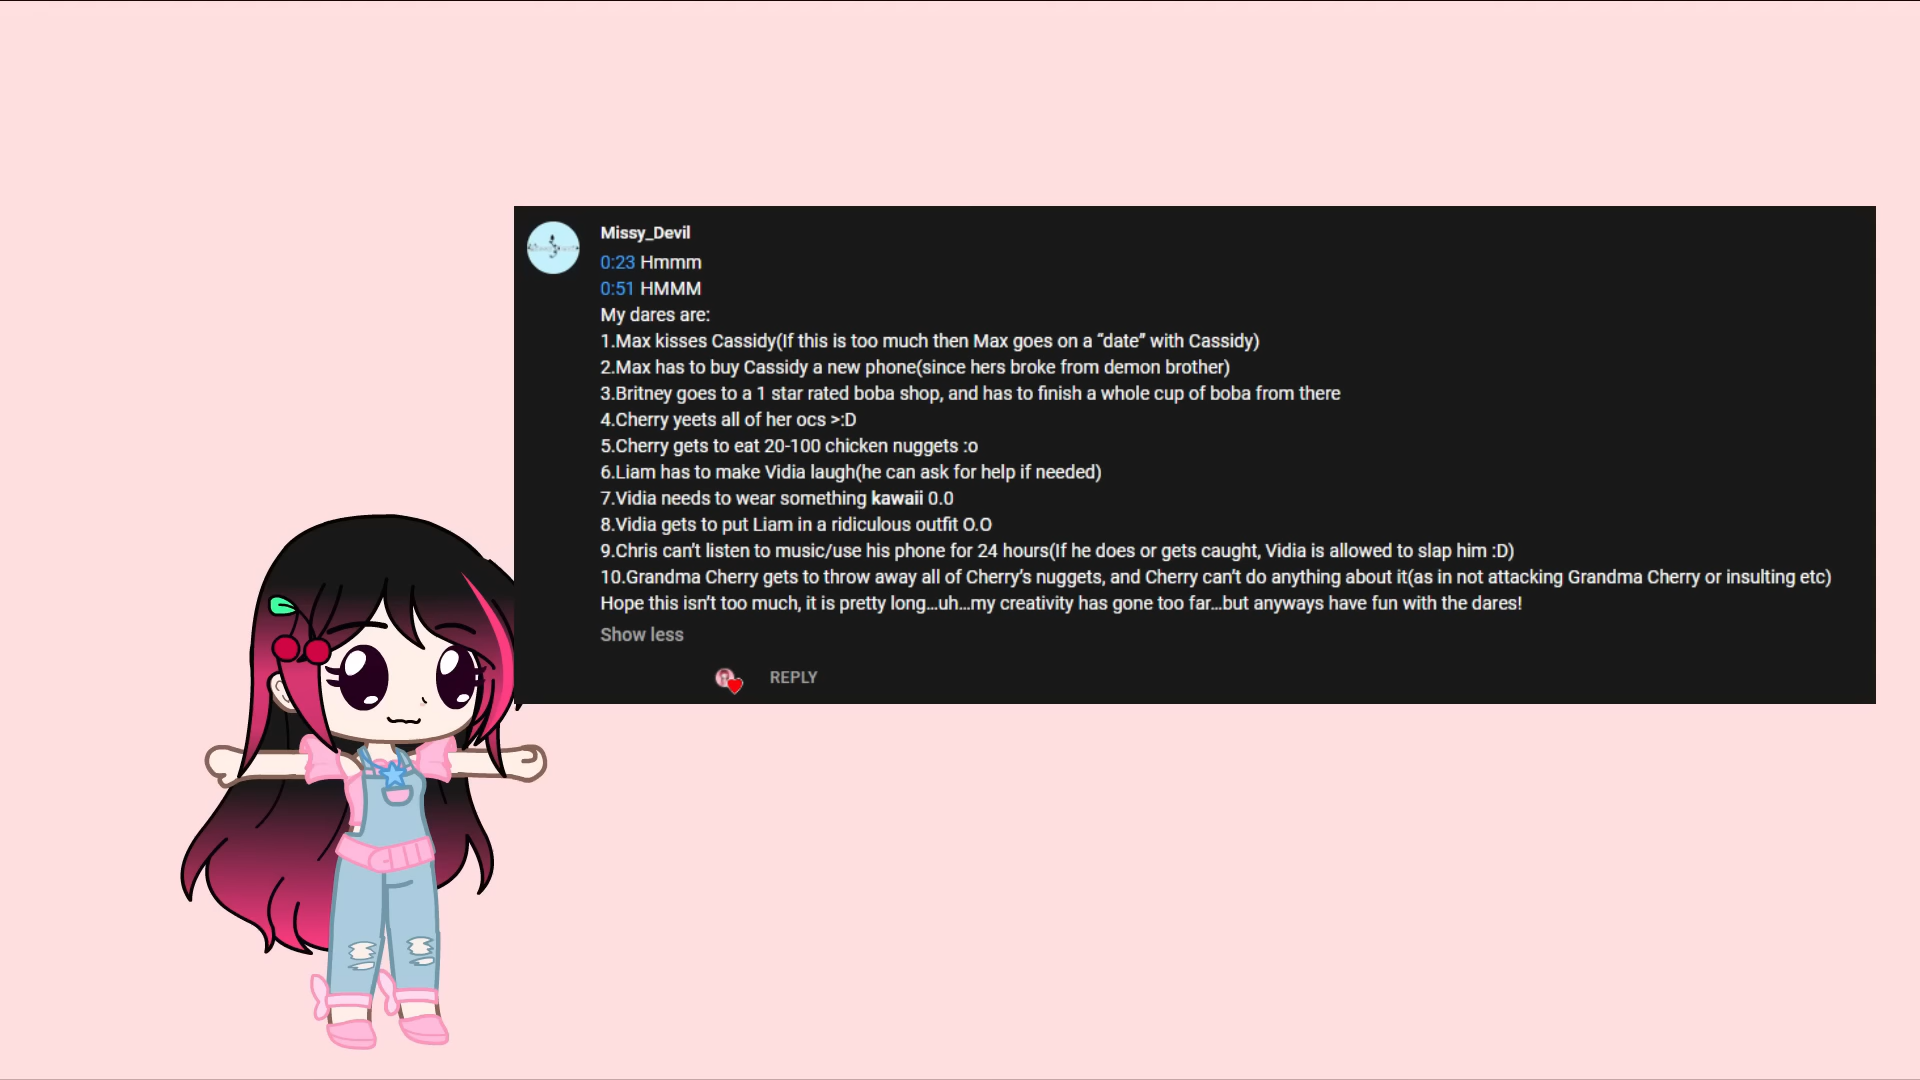 Missy_Devil
0:23 Hmmm
0:51 HMMM
My dares are:
1.Max kisses Cassidy(If this is too much then Max goes on a “date” with Cassidy)
2.Max has to buy Cassidy a new phone(since hers broke from demon brother)
3.Britney goes to a 1 star rated boba shop, and has to finish a whole cup of boba from there
4.Cherry yeets all of her ocs >:D
5.Cherry gets to eat 20-100 chicken nuggets :o
6.Liam has to make Vidia laugh(he can ask for help if needed)
7.Vidia needs to wear something kawaii 0.0
8.Vidia gets to put Liam in a ridiculous outfit O.O
9.Chris can’t listen to music/use his phone for 24 hours(If he does or gets caught, Vidia is allowed to slap him :D)
10.Grandma Cherry gets to throw away all of Cherry’s nuggets, and Cherry can’t do anything about it(as in not attacking Grandma Cherry or insulting etc)
Hope this isn’t too much, it is pretty long…uh…my creativity has gone too far…but anyways have fun with the dares!
Show less
REPLY